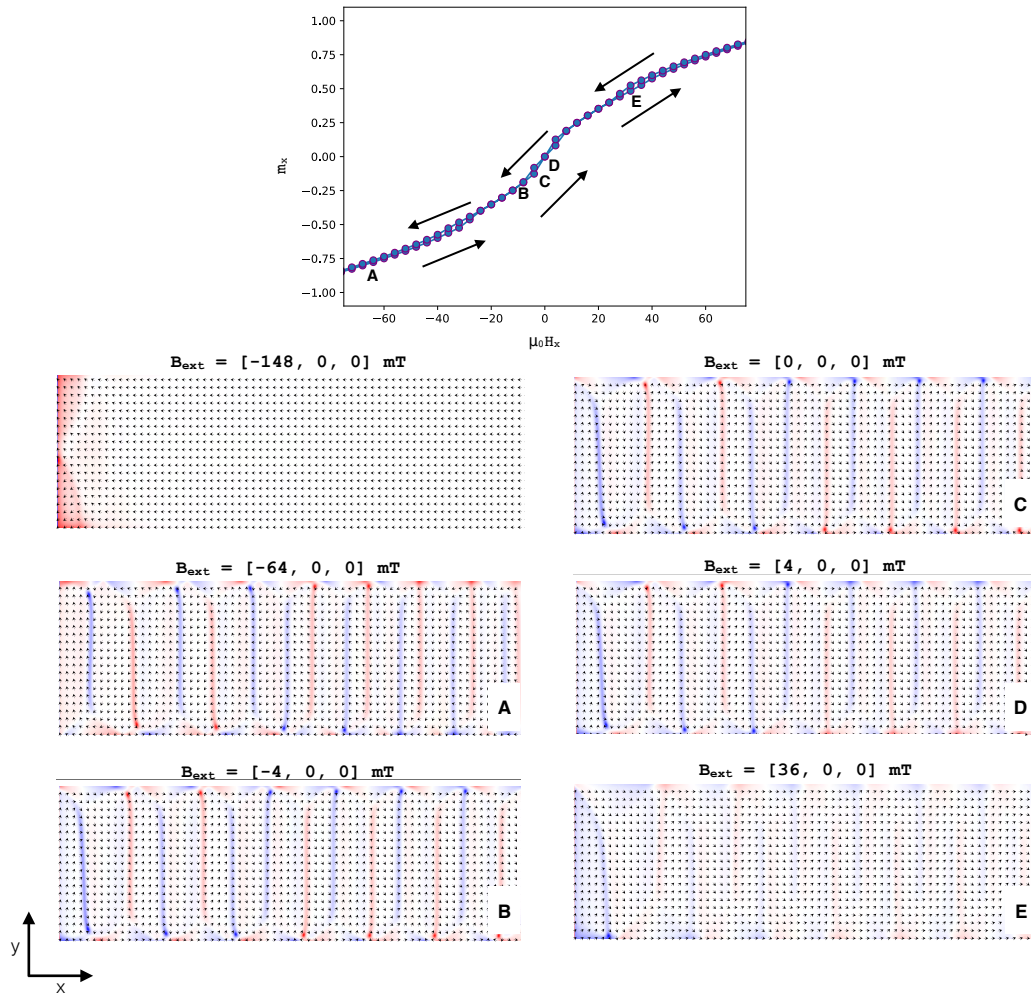 1.00
0.75
0.50
0.25
0.00
−0.25
−0.50
−0.75
−1.00
mₓ
E
D
B
C
A
−60
−40
−20
0
20
40
60
μ₀Hₓ
Bₑₓₜ = [-148, 0, 0] mT
Bₑₓₜ = [0, 0, 0] mT
C
Bₑₓₜ = [-64, 0, 0] mT
Bₑₓₜ = [4, 0, 0] mT
A
D
Bₑₓₜ = [-4, 0, 0] mT
Bₑₓₜ = [36, 0, 0] mT
B
E
y
x